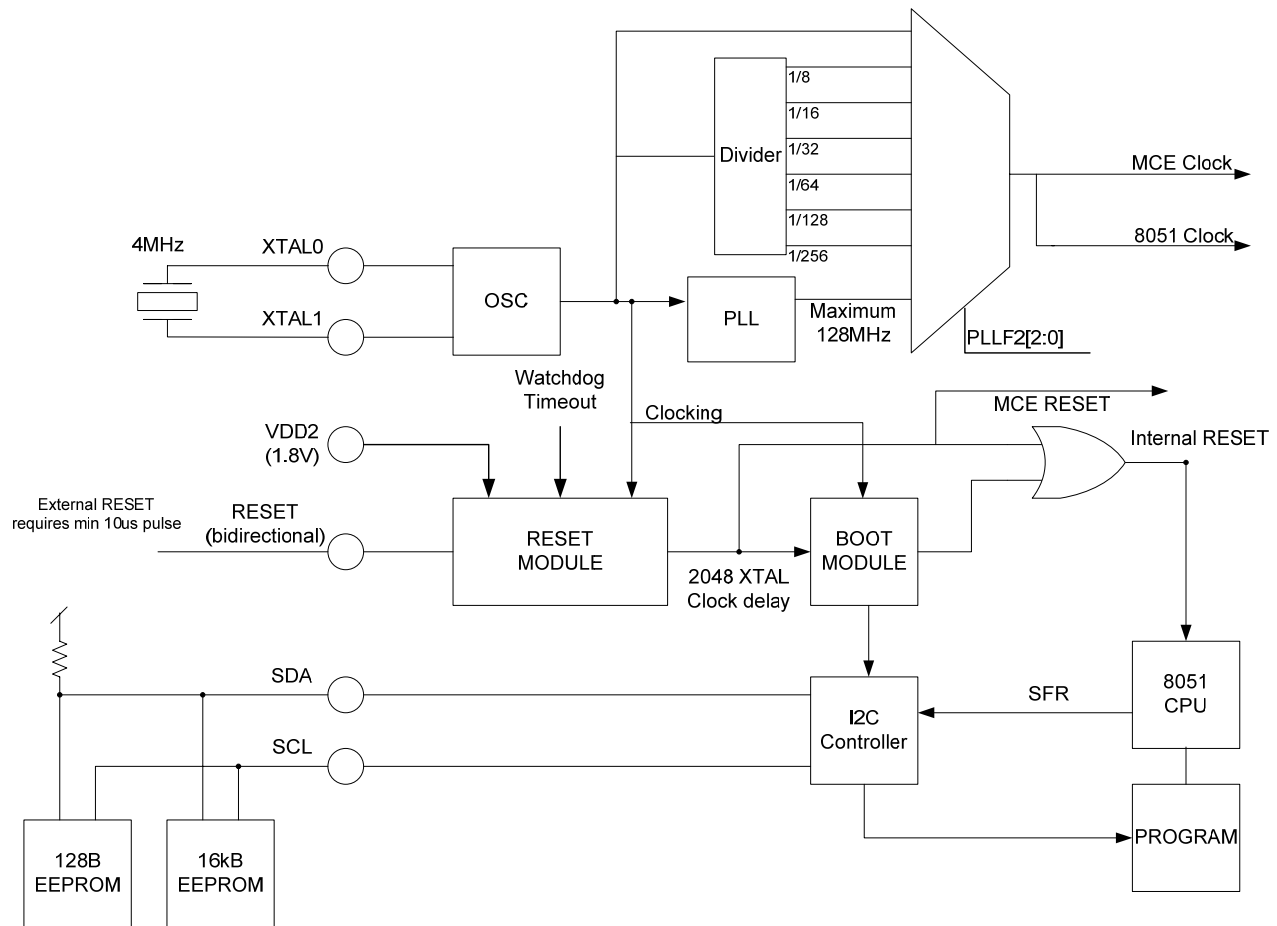 1/8
1/16
1/32
1/64
1/128
1/256
Divider
MCE Clock
8051 Clock
4MHz
XTAL0
XTAL1
OSC
PLL
Maximum
128MHz
PLLF2[2:0]
Watchdog
Timeout
Clocking
MCE RESET
Internal RESET
VDD2
(1.8V)
External RESET
requires min 10us pulse
RESET
(bidirectional)
RESET
MODULE
2048 XTAL
Clock delay
BOOT
MODULE
SDA
SCL
I2C
Controller
SFR
8051
CPU
PROGRAM
128B
EEPROM
16kB
EEPROM